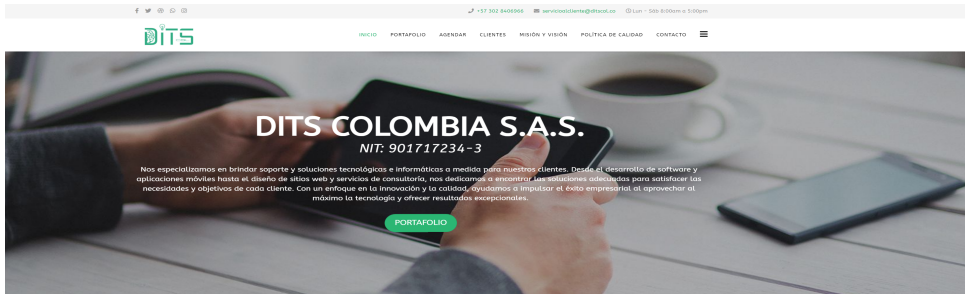 +57 302 8406966 servicioalcliente@ditscol.co Lun - Sáb 8:00am a 5:00pm
DITS
INICIO PORTAFOLIO AGENDAR CLIENTES MISIÓN Y VISIÓN POLÍTICA DE CALIDAD CONTACTO
DITS COLOMBIA S.A.S.
NIT: 901717234-3
Nos especializamos en brindar soporte y soluciones tecnológicas e informáticas a medida para nuestros clientes. Desde el desarrollo de software y
aplicaciones móviles hasta el diseño de sitios web y servicios de consultoría, nos dedicamos a encontrar las soluciones adecuadas para satisfacer las
necesidades y objetivos de cada cliente. Con un enfoque en la innovación y la calidad, ayudamos a impulsar el éxito empresarial al aprovechar al
máximo la tecnología y ofrecer resultados excepcionales.
PORTAFOLIO